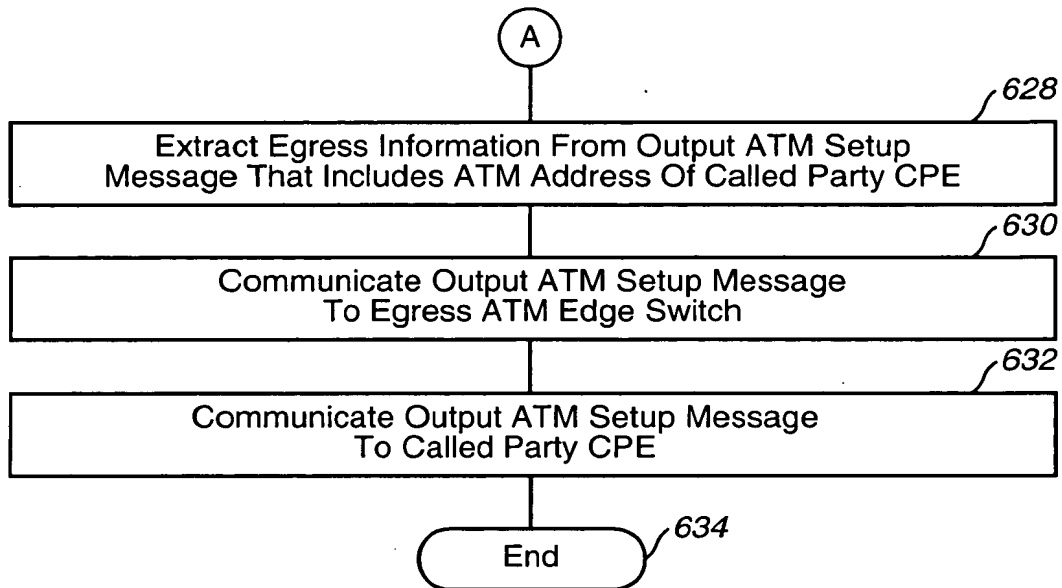 A
628
Extract Egress Information From Output ATM Setup
Message That Includes ATM Address Of Called Party CPE
630
Communicate Output ATM Setup Message
To Egress ATM Edge Switch
632
Communicate Output ATM Setup Message
To Called Party CPE
634
End